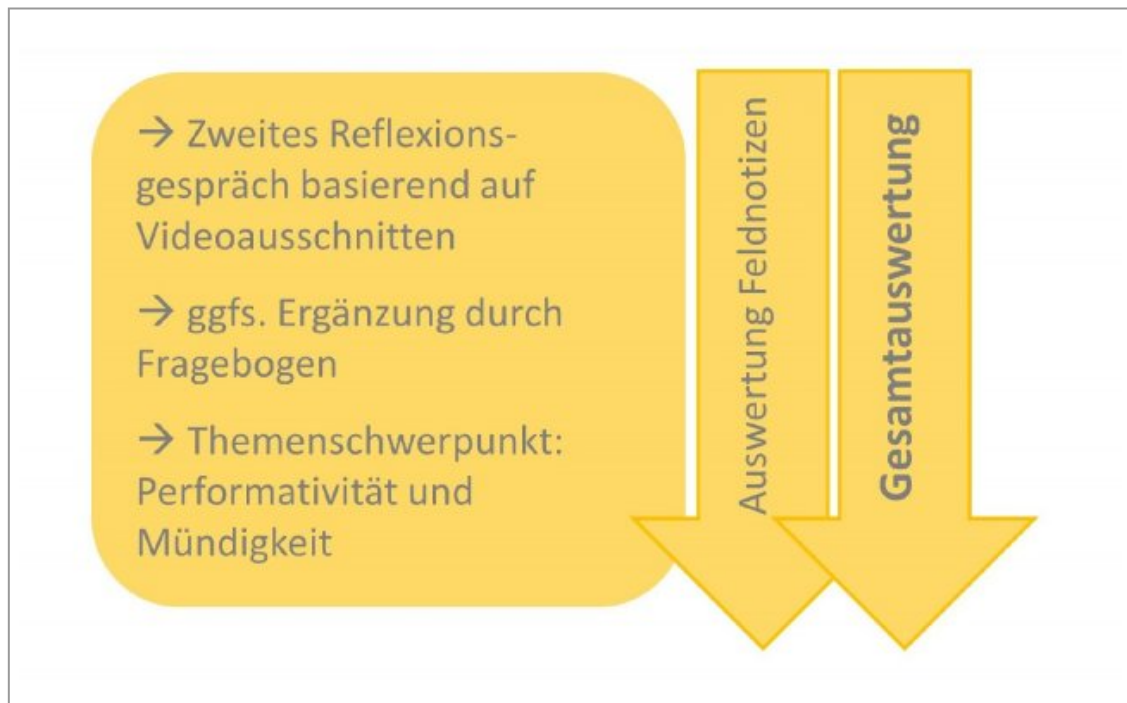 → Zweites Reflexions-
gespräch basierend auf
Videoausschnitten
→ ggfs. Ergänzung durch
Fragebogen
→ Themenschwerpunkt:
Performativität und
Mündigkeit
Auswertung Feldnotizen
Gesamtauswertung